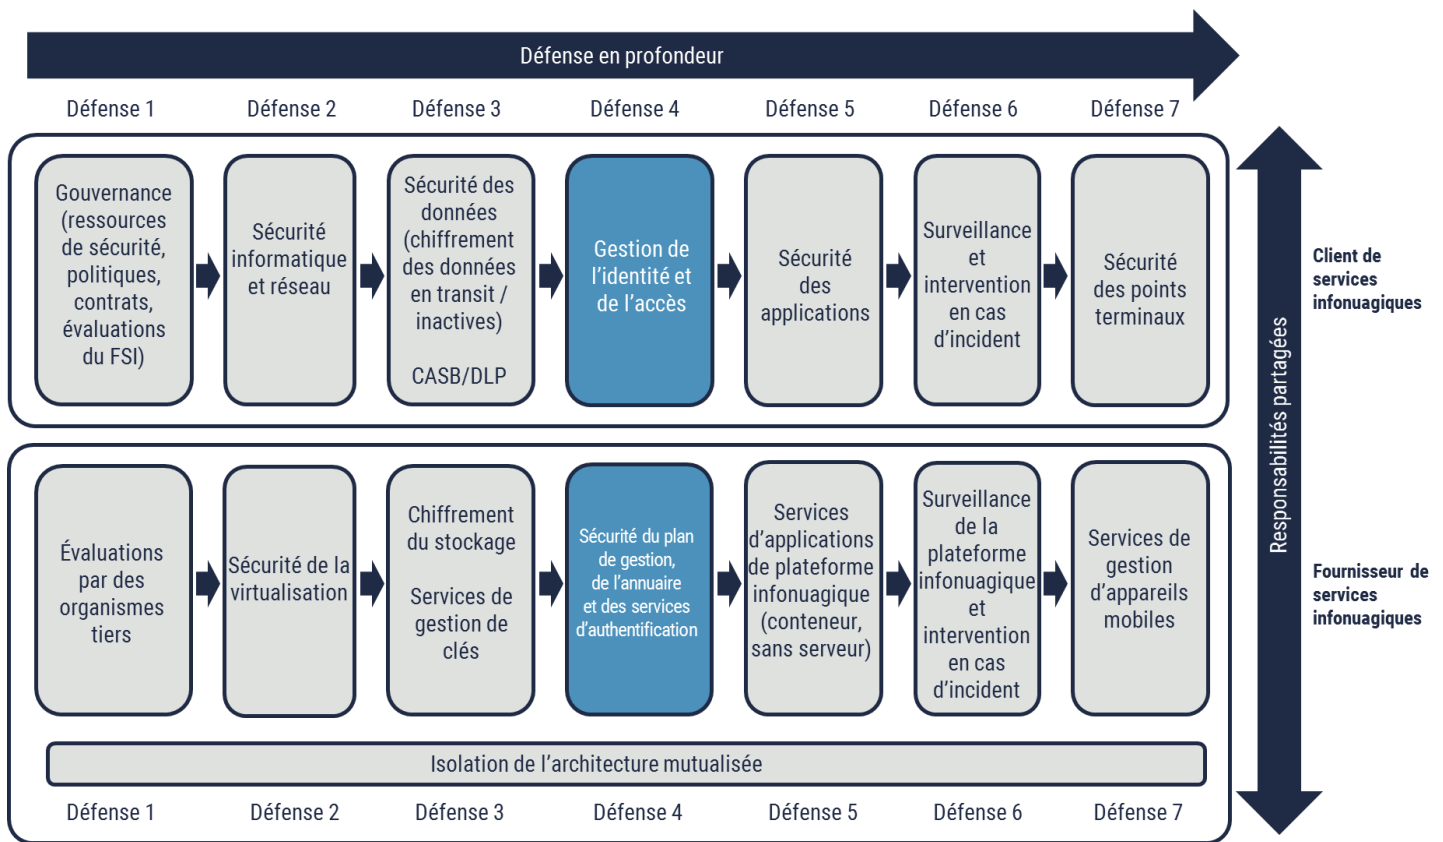 Défense en profondeur
Défense 1
Défense 2
Défense 3
Défense 4
Défense 5
Défense 6
Défense 7
Gouvernance
(ressources
de sécurité,
politiques,
contrats,
évaluations
du FSI)
Sécurité
informatique
et réseau
Sécurité des
données
(chiffrement
des données
en transit /
inactives)
CASB/DLP
Gestion de
l’identité et
de l’accès
Sécurité
des
applications
Surveillance
et
intervention
en cas
d’incident
Sécurité
des points
terminaux
Client de
services
infonuagiques
Responsabilités partagées
Évaluations
par des
organismes
tiers
Sécurité de la
virtualisation
Chiffrement
du stockage
Services de
gestion de
clés
Sécurité du plan
de gestion,
de l’annuaire
et des services
d’authentification
Services
d’applications
de plateforme
infonuagique
(conteneur,
sans serveur)
Surveillance
de la
plateforme
infonuagique
et
intervention
en cas
d’incident
Services de
gestion
d’appareils
mobiles
Fournisseur de
services
infonuagiques
Isolation de l’architecture mutualisée
Défense 1
Défense 2
Défense 3
Défense 4
Défense 5
Défense 6
Défense 7